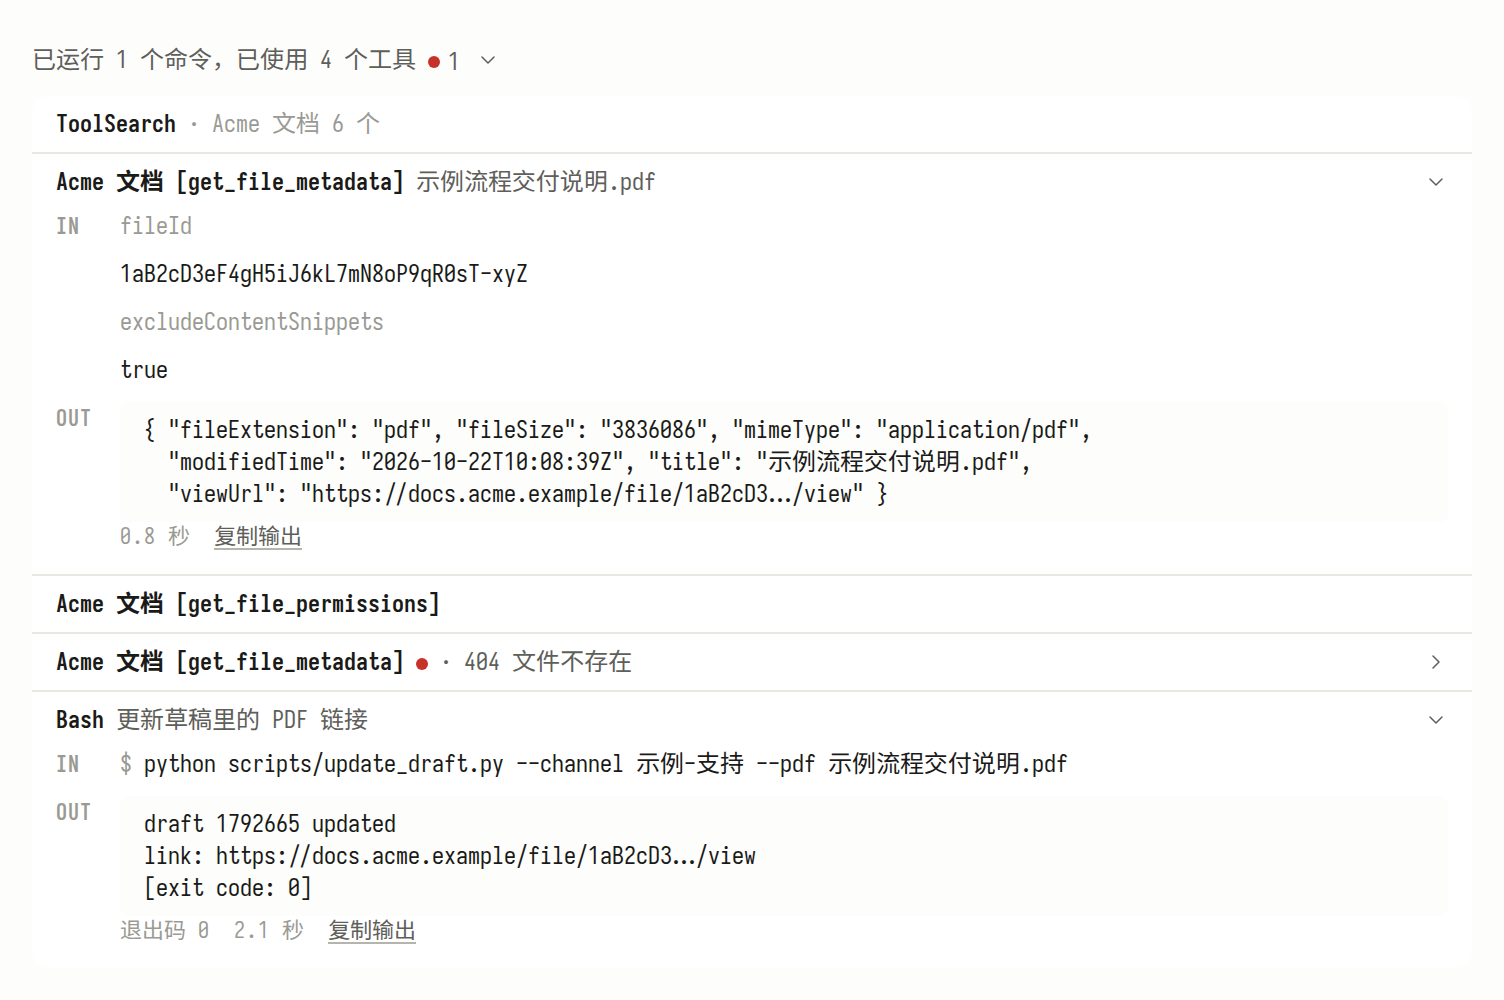 已运行 1 个命令，已使用 4 个工具 1
ToolSearch · Acme 文档 6 个
Acme 文档 [get_file_metadata] 示例流程交付说明.pdf
IN fileId
1aB2cD3eF4gH5iJ6kL7mN8oP9qR0sT-xyZ
excludeContentSnippets
true
OUT { "fileExtension": "pdf", "fileSize": "3836086", "mimeType": "application/pdf",
"modifiedTime": "2026-10-22T10:08:39Z", "title": "示例流程交付说明.pdf",
"viewUrl": "https://docs.acme.example/file/1aB2cD3.../view" }
0.8 秒 复制输出
Acme 文档 [get_file_permissions]
Acme 文档 [get_file_metadata] · 404 文件不存在
Bash 更新草稿里的 PDF 链接
IN $ python scripts/update_draft.py --channel 示例-支持 --pdf 示例流程交付说明.pdf
OUT draft 1792665 updated
link: https://docs.acme.example/file/1aB2cD3.../view
[exit code: 0]
退出码 0 2.1 秒 复制输出